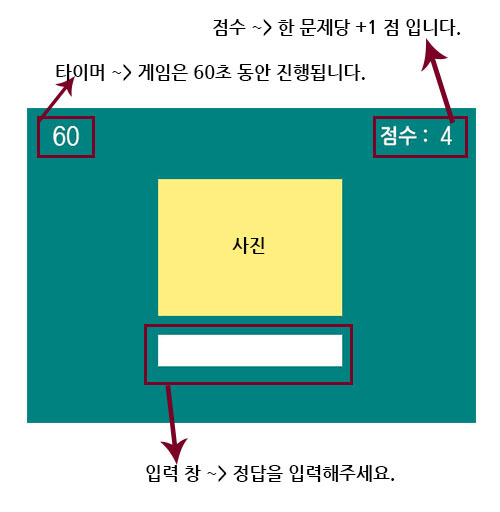 점수 ~> 한 문제당 +1 점 입니다.
타이머 ~> 게임은 60초 동안 진행됩니다.
60
점수 : 4
사진
입력 창 ~> 정답을 입력해주세요.